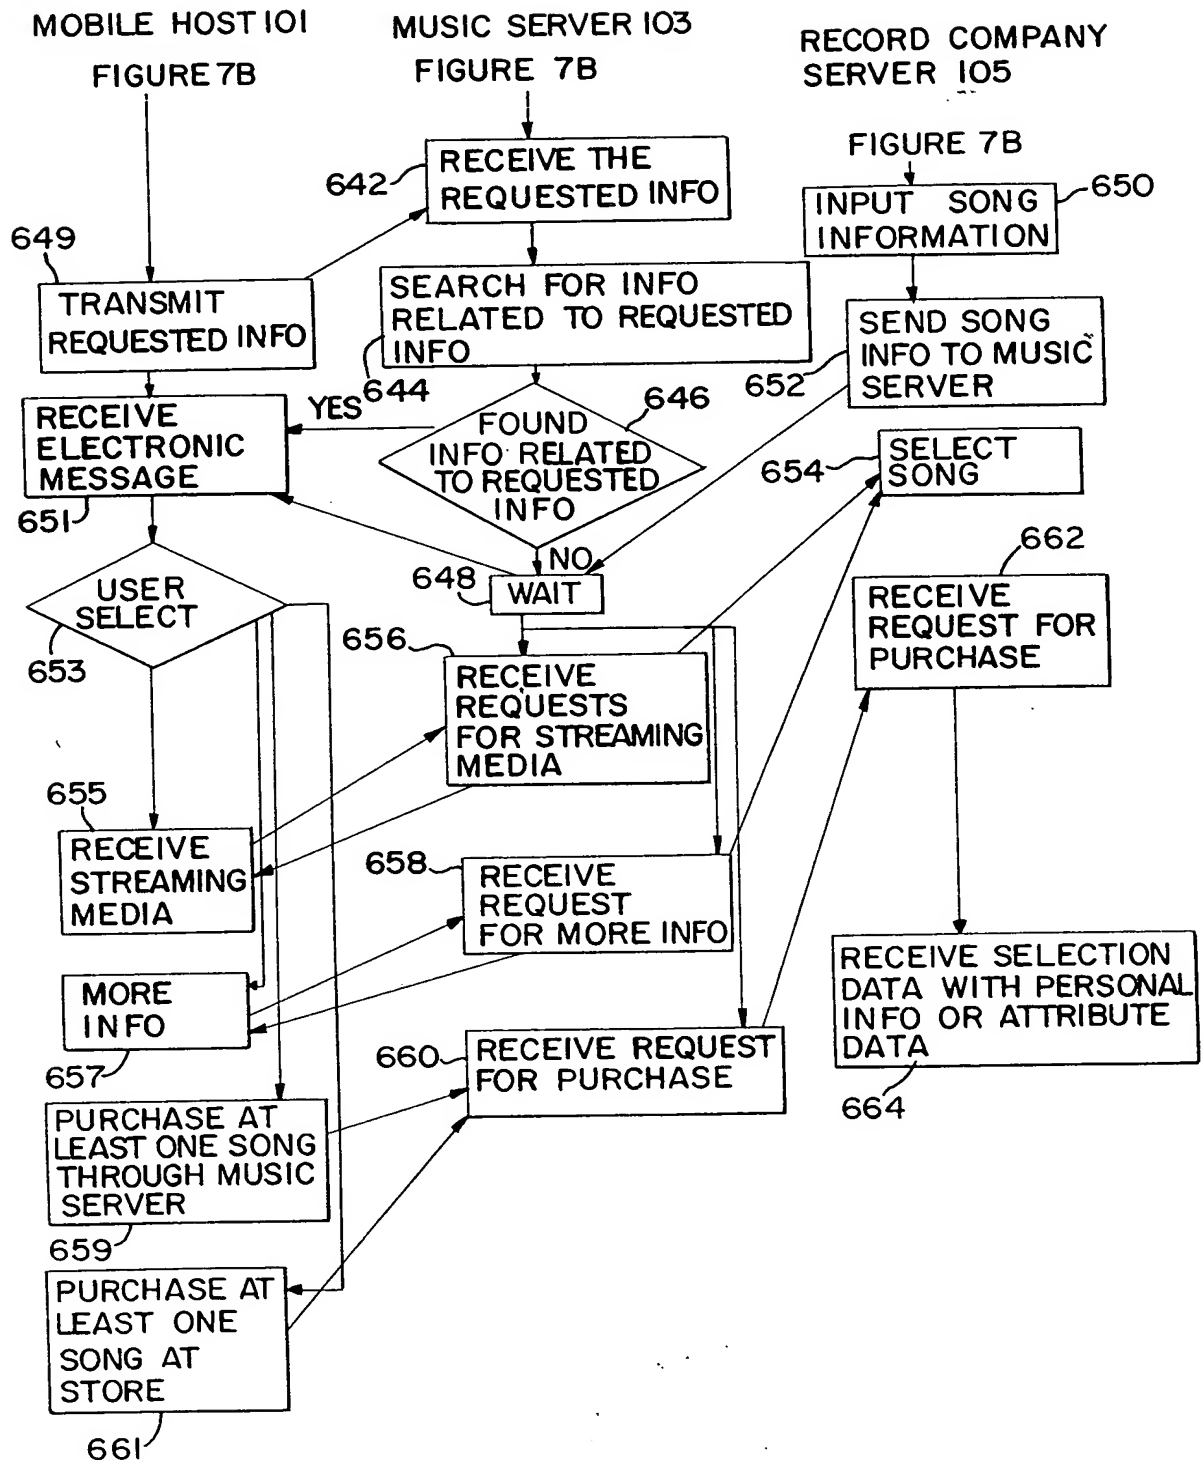 MOBILE HOST 101
FIGURE 7B
MUSIC SERVER 103
FIGURE 7B
RECORD COMPANY
SERVER 105
FIGURE 7B
642
RECEIVE THE
REQUESTED INFO
650
INPUT SONG
INFORMATION
649
TRANSMIT
REQUESTED INFO
SEARCH FOR INFO
RELATED TO REQUESTED
INFO
644
652
SEND SONG
INFO TO MUSIC
SERVER
RECEIVE
ELECTRONIC
MESSAGE
651
YES
646
FOUND
INFO RELATED
TO REQUESTED
INFO
NO
654
SELECT
SONG
648
WAIT
USER
SELECT
653
662
RECEIVE
REQUEST FOR
PURCHASE
656
RECEIVE
REQUESTS
FOR STREAMING
MEDIA
655
RECEIVE
STREAMING
MEDIA
658
RECEIVE
REQUEST
FOR MORE INFO
RECEIVE SELECTION
DATA WITH PERSONAL
INFO OR ATTRIBUTE
DATA
664
MORE
INFO
657
660
RECEIVE REQUEST
FOR PURCHASE
PURCHASE AT
LEAST ONE SONG
THROUGH MUSIC
SERVER
659
PURCHASE AT
LEAST ONE
SONG AT
STORE
661